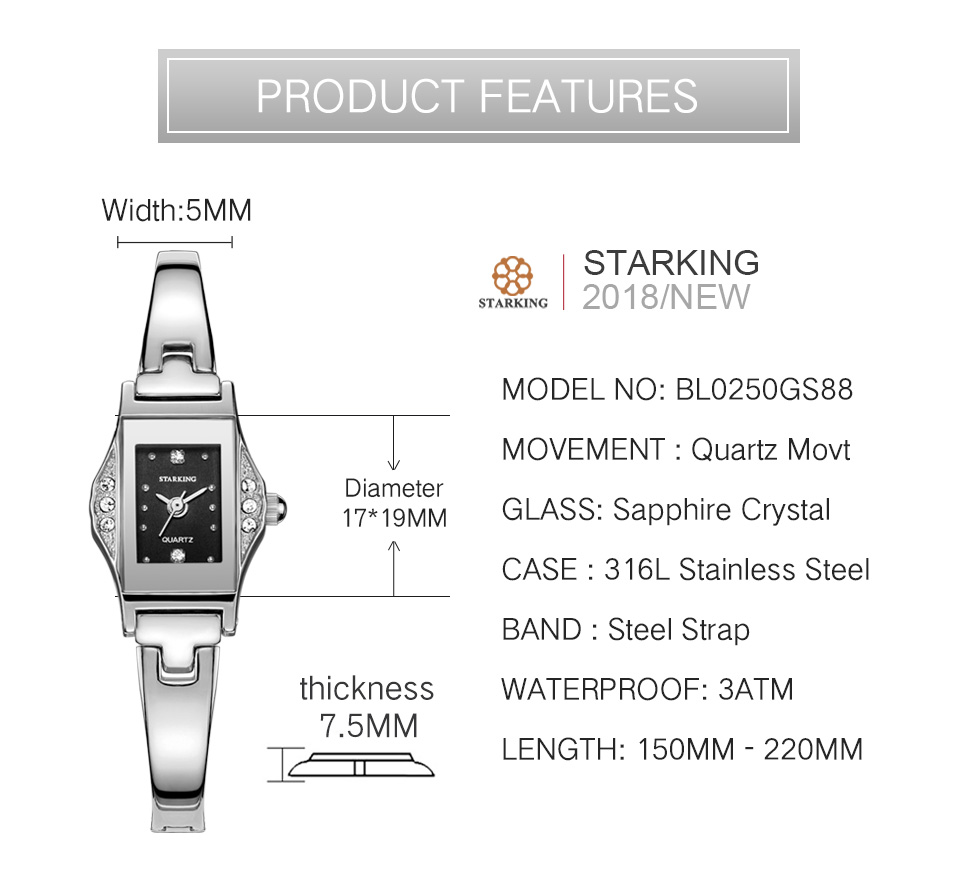 PRODUCT FEATURES
Width:5MM
STARKING
STARKING
2018/NEW
MODEL NO: BL0250GS88
MOVEMENT : Quartz Movt
GLASS: Sapphire Crystal
CASE : 316L Stainless Steel
BAND : Steel Strap
WATERPROOF: 3ATM
LENGTH: 150MM - 220MM
STARKING
QUARTZ
Diameter
17*19MM
thickness
7.5MM